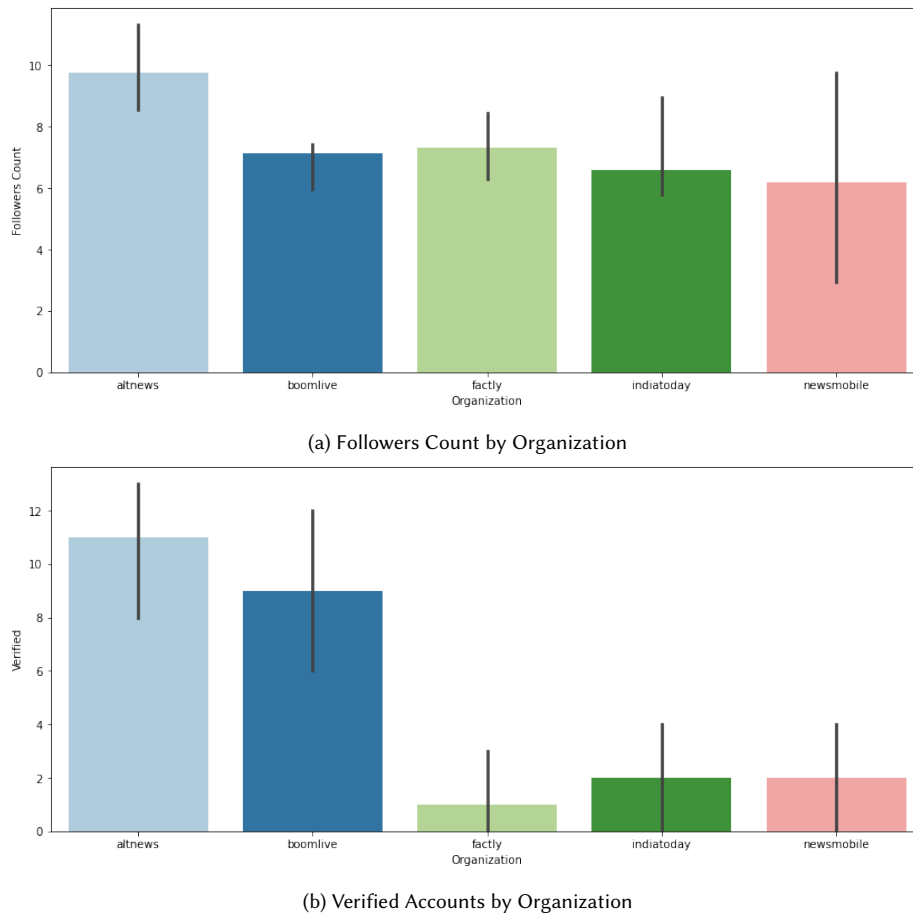 10
8
6
4
2
0
Followers Count
altnews boomlive factly indiatoday newsmobile
Organization
(a) Followers Count by Organization
12
10
8
6
4
2
0
Verified
altnews boomlive factly indiatoday newsmobile
Organization
(b) Verified Accounts by Organization